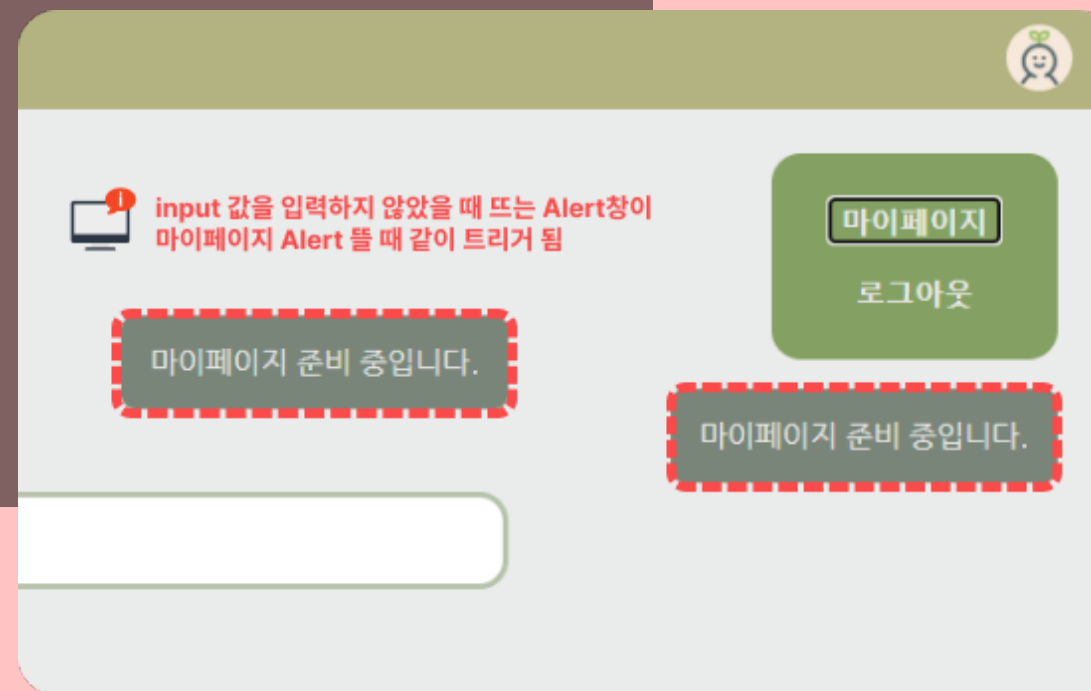 input 값을 입력하지 않았을 때 뜨는 Alert창이
마이페이지 Alert 뜰 때 같이 트리거 됨
마이페이지
로그아웃
마이페이지 준비 중입니다.
마이페이지 준비 중입니다.